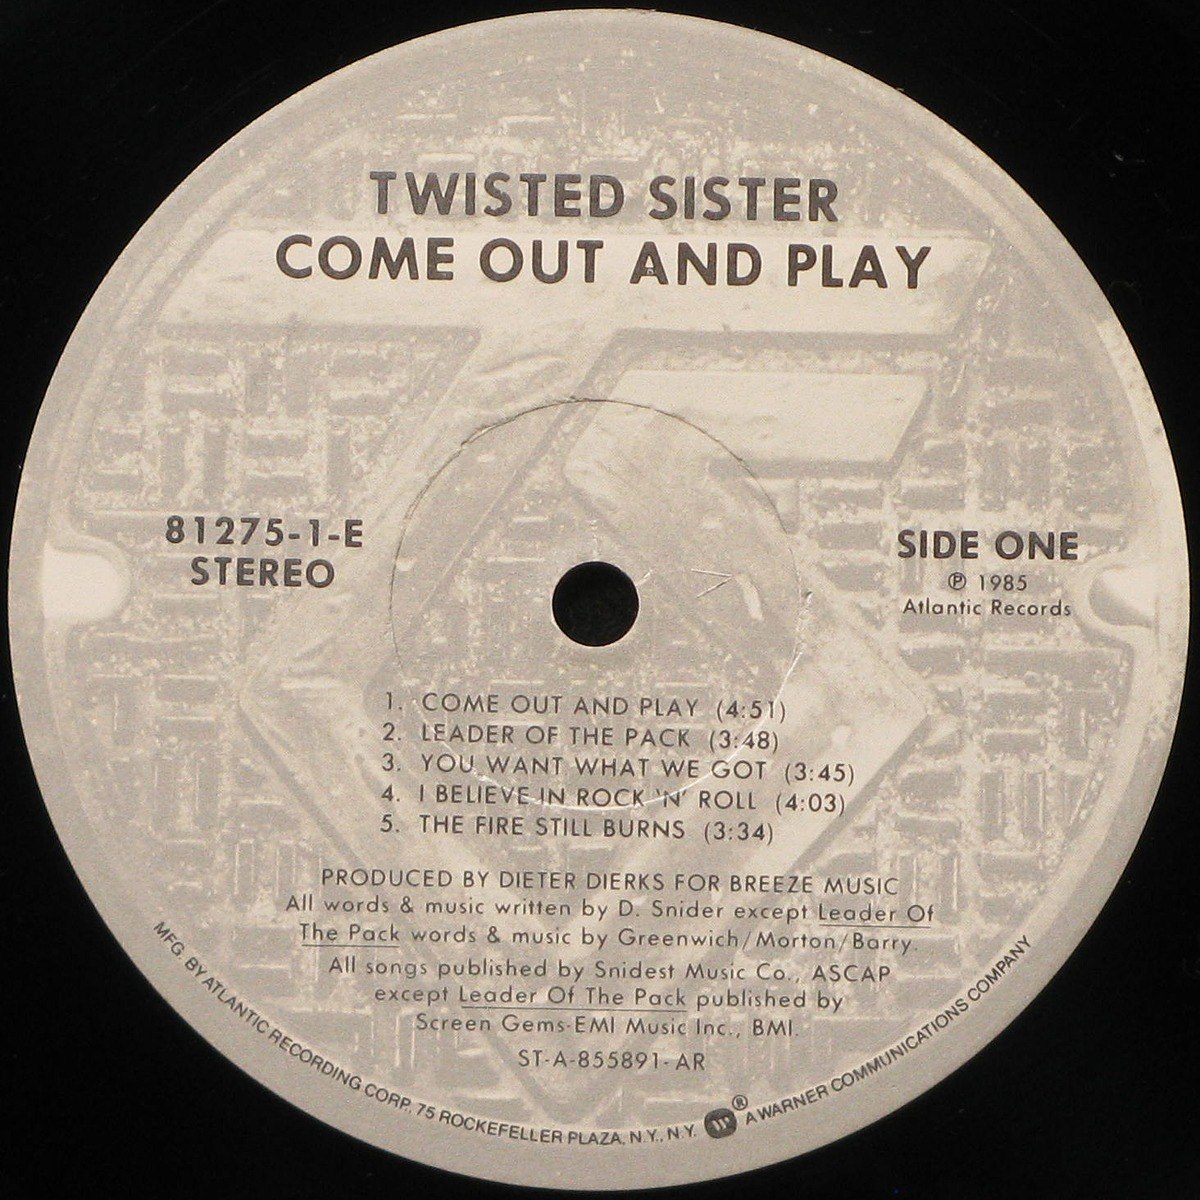 TWISTED SISTER
COME OUT AND PLAY
81275-1-E
STEREO
SIDE ONE
℗ 1985
Atlantic Records
1. COME OUT AND PLAY (4:51)
2. LEADER OF THE PACK (3:48)
3. YOU WANT WHAT WE GOT (3:45)
4. I BELIEVE IN ROCK 'N' ROLL (4:03)
5. THE FIRE STILL BURNS (3:34)
PRODUCED BY DIETER DIERKS FOR BREEZE MUSIC
All words & music written by D. Snider except Leader Of
The Pack words & music by Greenwich/Morton/Barry.
All songs published by Snidest Music Co., ASCAP
except Leader Of The Pack published by
Screen Gems-EMI Music Inc., BMI.
ST-A-855891-AR
MFG. BY ATLANTIC RECORDING CORP., 75 ROCKEFELLER PLAZA, N.Y., N.Y. ® A WARNER COMMUNICATIONS COMPANY